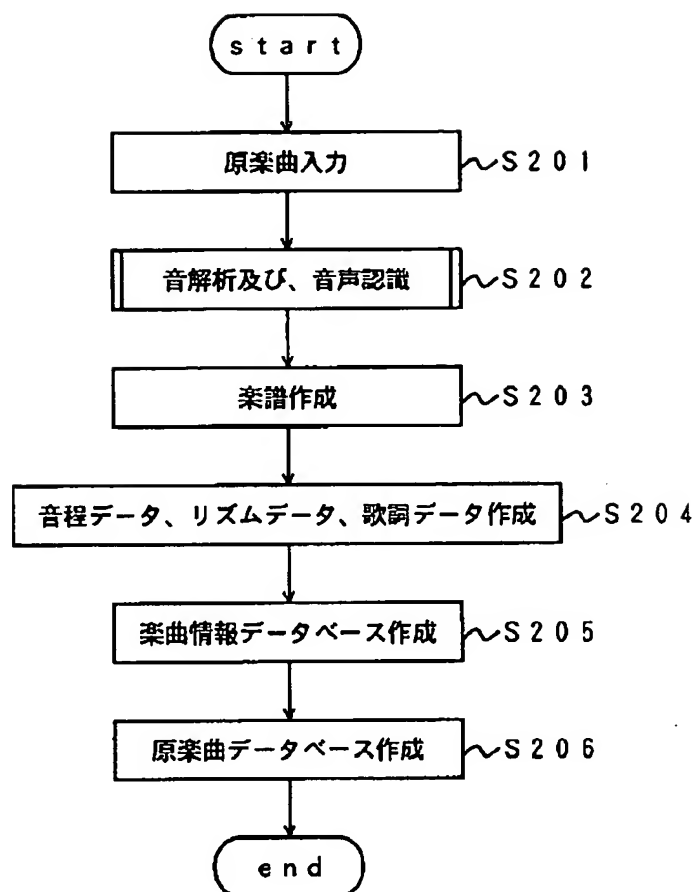 start
原楽曲入力 ~S201
音解析及び、音声認識 ~S202
楽譜作成 ~S203
音程データ、リズムデータ、歌詞データ作成 ~S204
楽曲情報データベース作成 ~S205
原楽曲データベース作成 ~S206
end